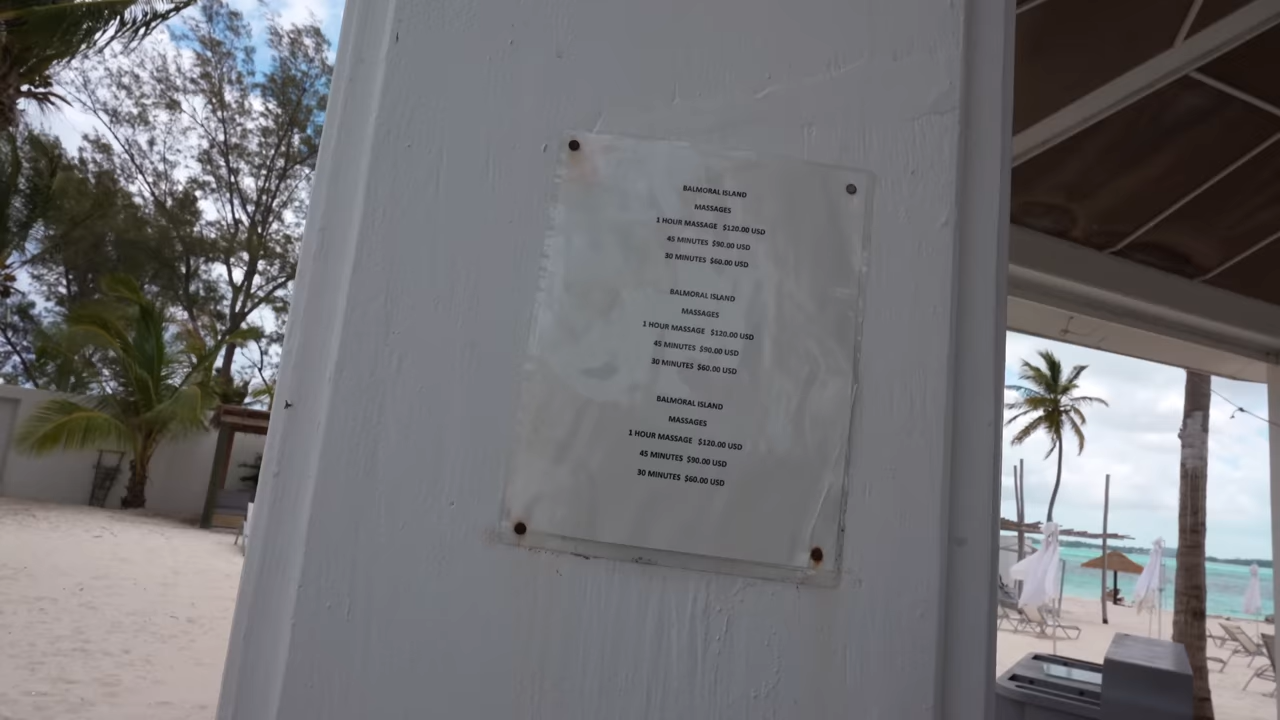 BALMORAL ISLAND
MASSAGES
1 HOUR MASSAGE $120.00 USD
45 MINUTES $90.00 USD
30 MINUTES $60.00 USD
BALMORAL ISLAND
MASSAGES
1 HOUR MASSAGE $120.00 USD
45 MINUTES $90.00 USD
30 MINUTES $60.00 USD
BALMORAL ISLAND
MASSAGES
1 HOUR MASSAGE $120.00 USD
45 MINUTES $90.00 USD
30 MINUTES $60.00 USD